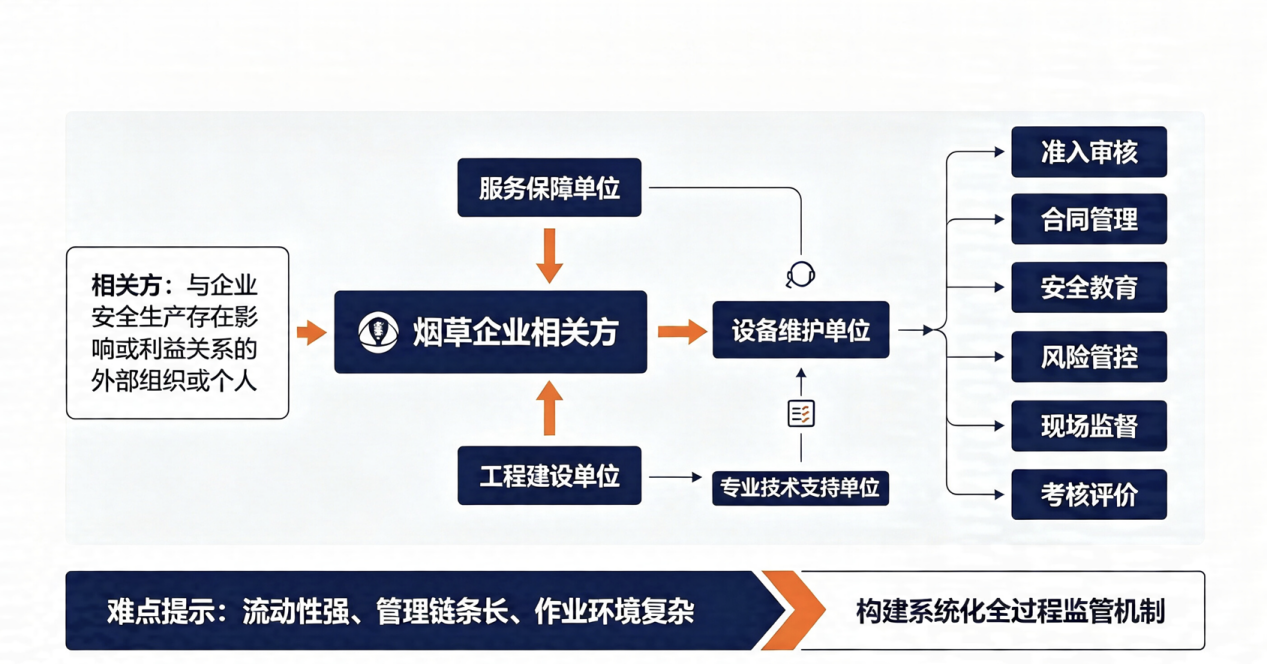 相关方：与企业
安全生产存在影
响或利益关系的
外部组织或个人
服务保障单位
烟草企业相关方
工程建设单位
设备维护单位
专业技术支持单位
准入审核
合同管理
安全教育
风险管控
现场监督
考核评价
难点提示：流动性强、管理链条长、作业环境复杂
构建系统化全过程监管机制